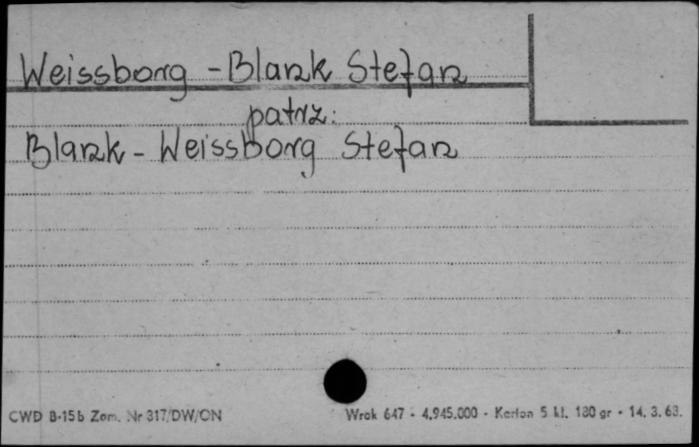 Weissborg - Blank Stefan
patrz:
Blank - Weissborg Stefan
CWD B-15b Zam. Nr 317/DW/CN Wrok 647 - 4.945.000 - Karton 5 kl. 180 gr - 14. 3. 63.